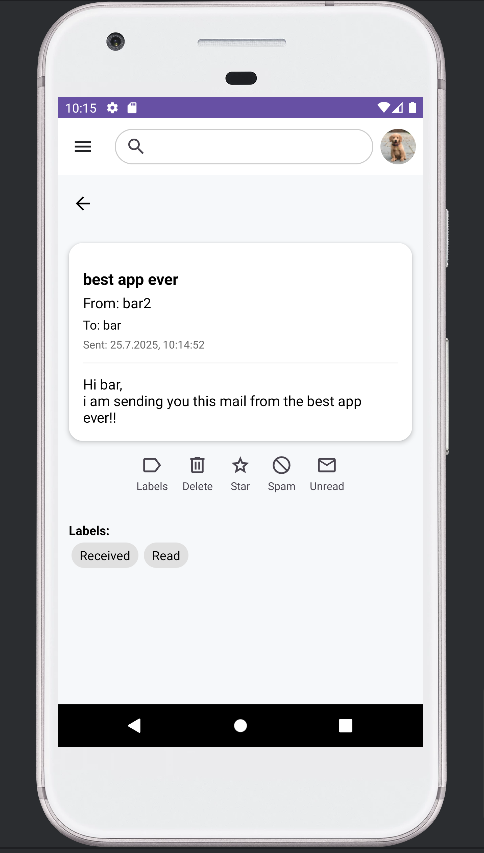 10:15
best app ever
From: bar2
To: bar
Sent: 25.7.2025, 10:14:52
Hi bar,
i am sending you this mail from the best app
ever!!
Labels Delete Star Spam Unread
Labels:
Received Read